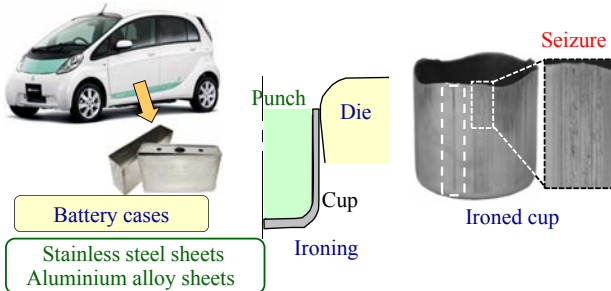 Seizure
Punch
Die
Cup
Battery cases
Ironing
Ironed cup
Stainless steel sheets
Aluminium alloy sheets